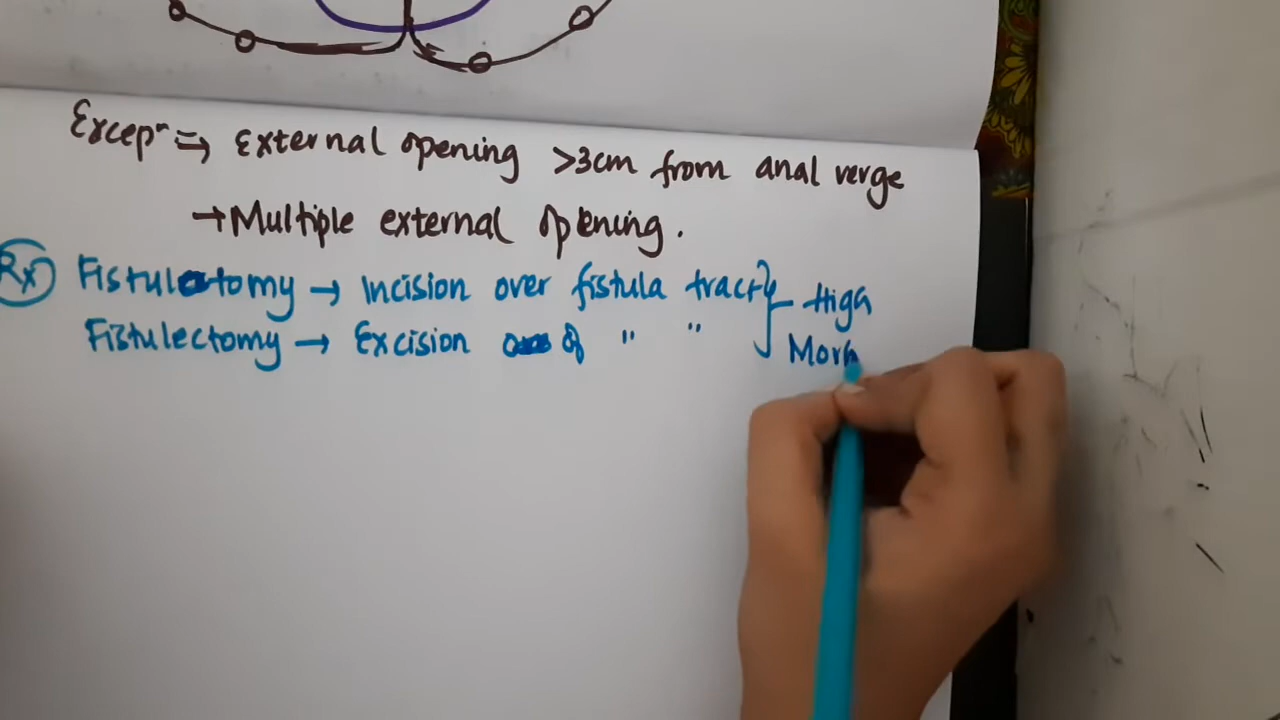 Excepⁿ ⇒ External opening >3cm from anal verge
→ Multiple external opening.
Rx Fistulotomy → Incision over fistula tract } High
Fistulectomy → Excision of " " } Morb